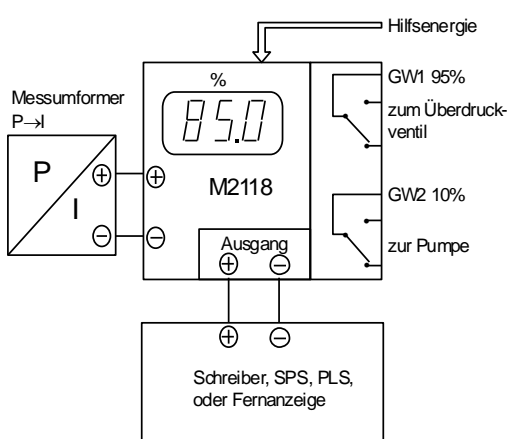 Hilfsenergie
%
85.0
M2118
GW1 95%
zum Überdruck-
ventil
GW2 10%
zur Pumpe
Messumformer
P→I
P
I
+
−
+
−
Ausgang
+
−
+
−
Schreiber, SPS, PLS,
oder Fernanzeige